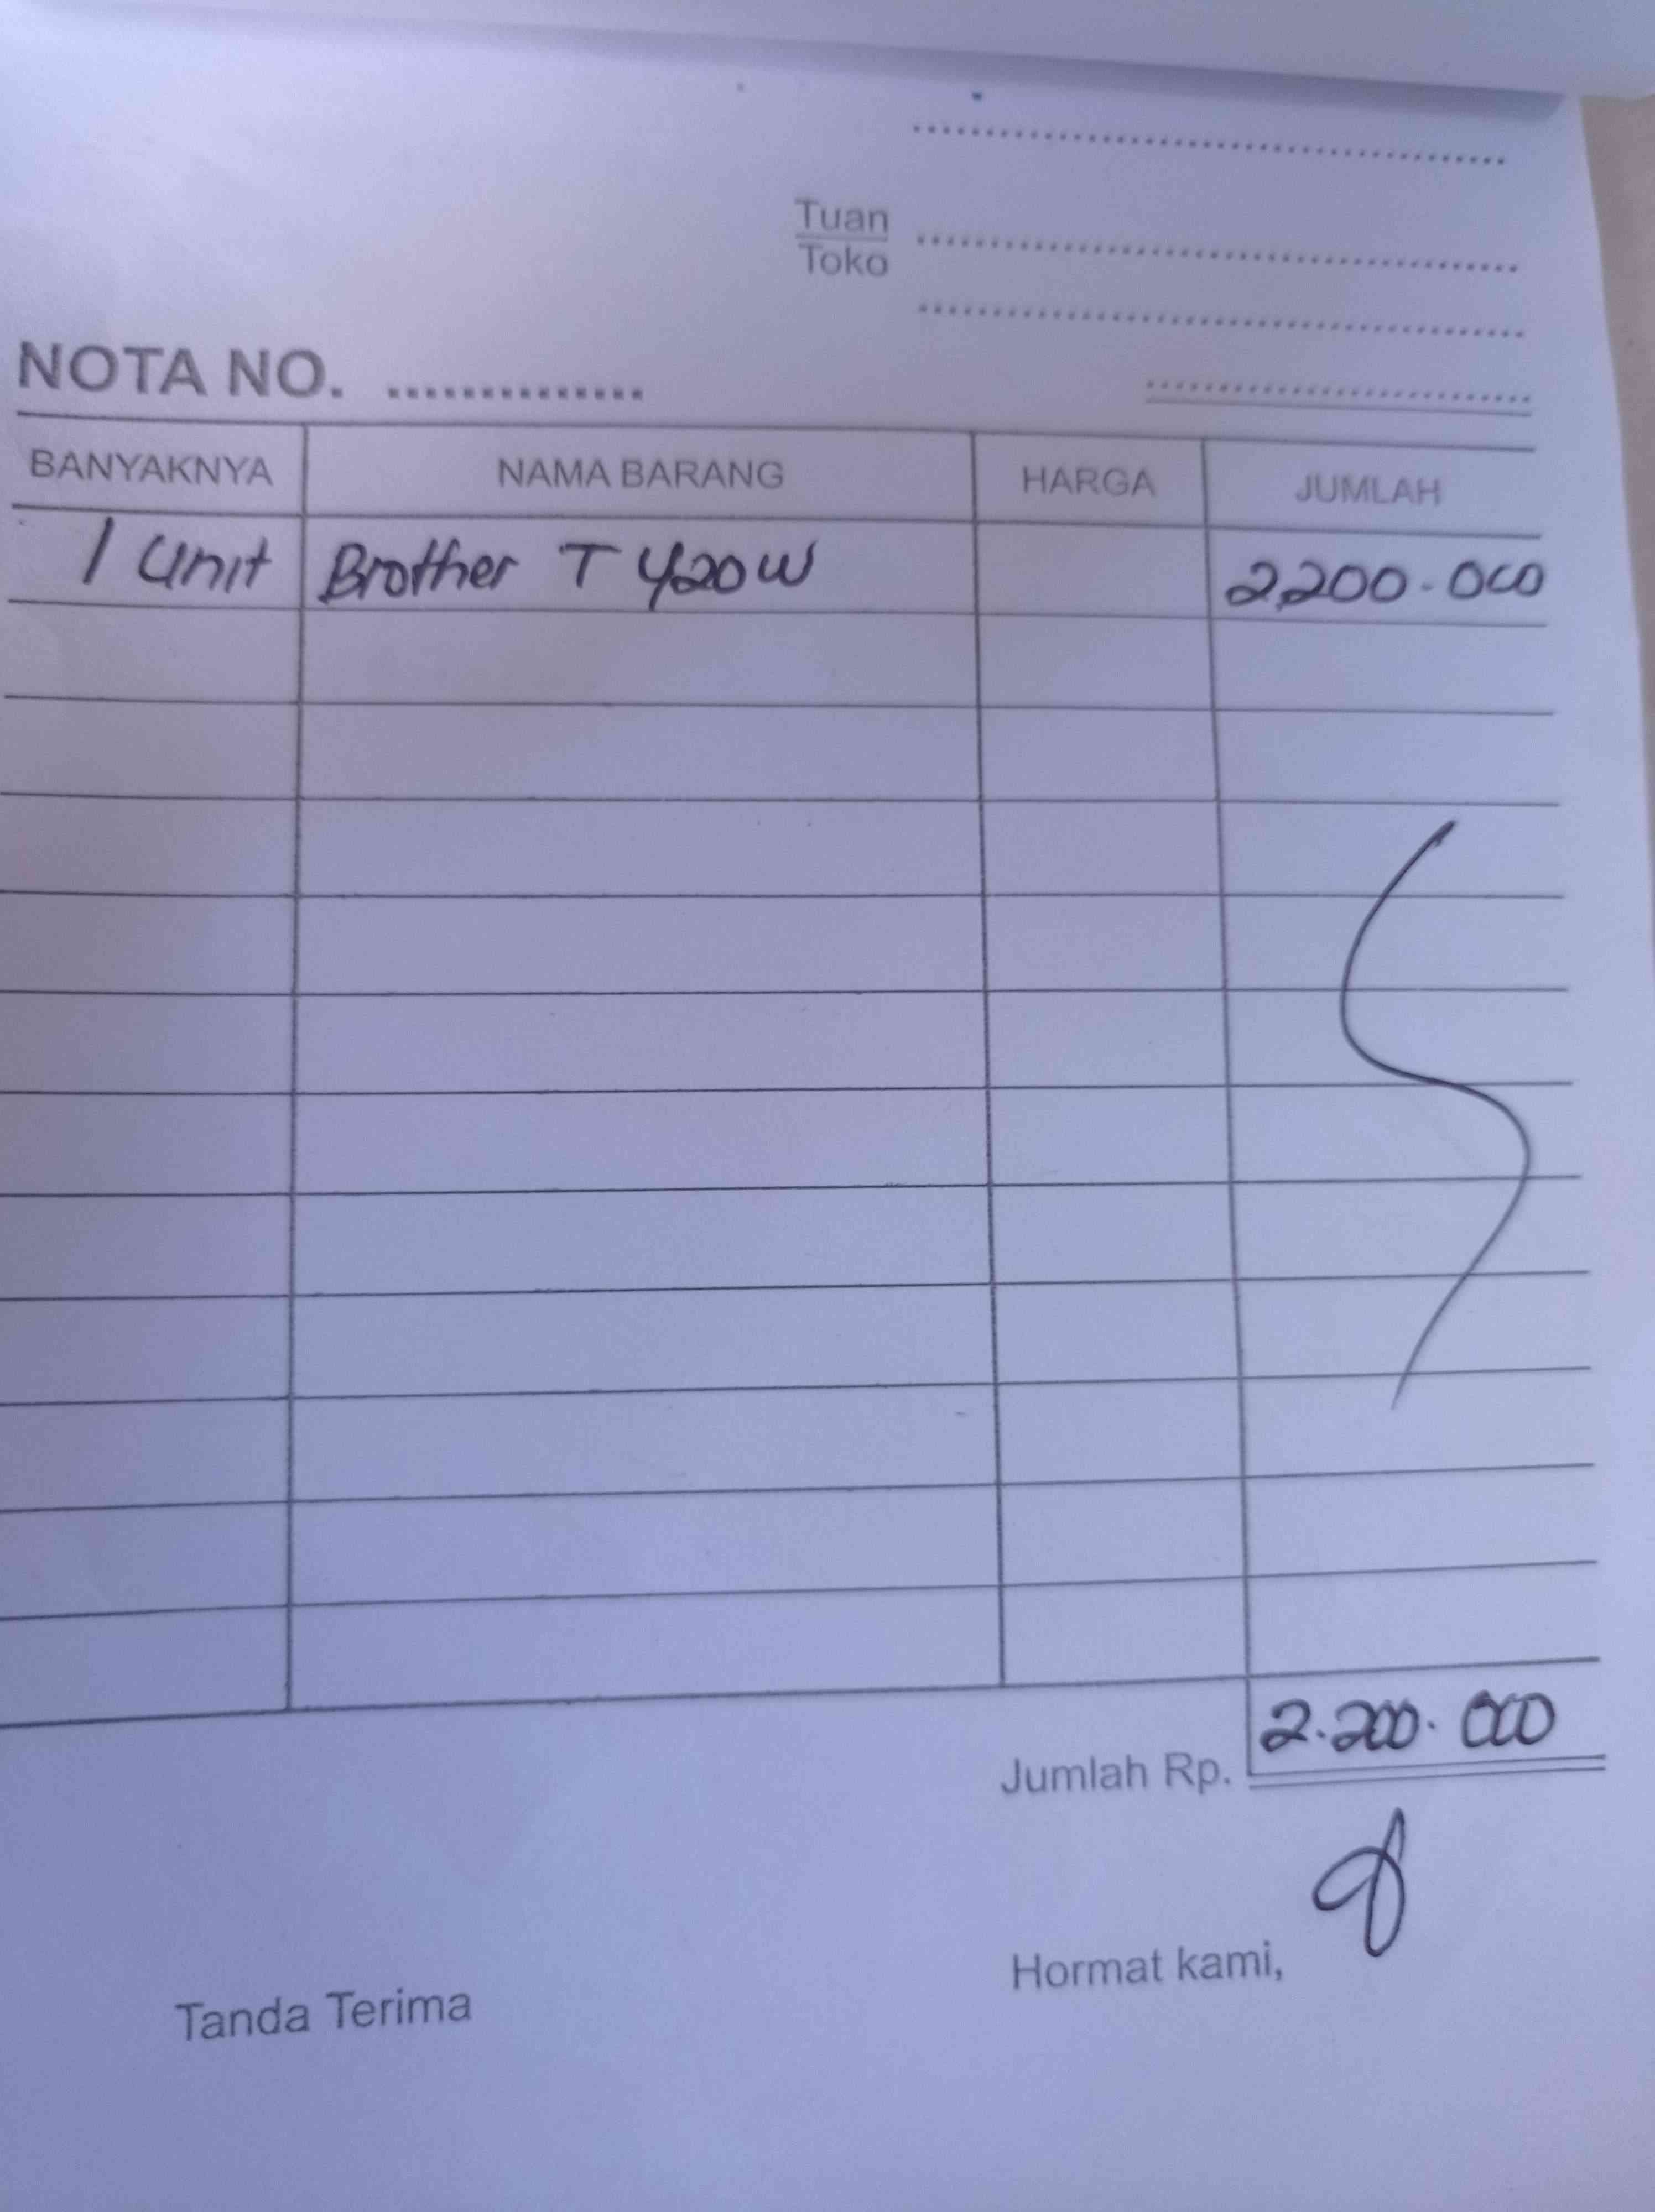 Tuan
Toko
NOTA NO. ..............
BANYAKNYA NAMA BARANG HARGA JUMLAH
1 Unit Brother T 420W 2.200.000
Jumlah Rp. 2.200.000
Hormat kami,
Tanda Terima